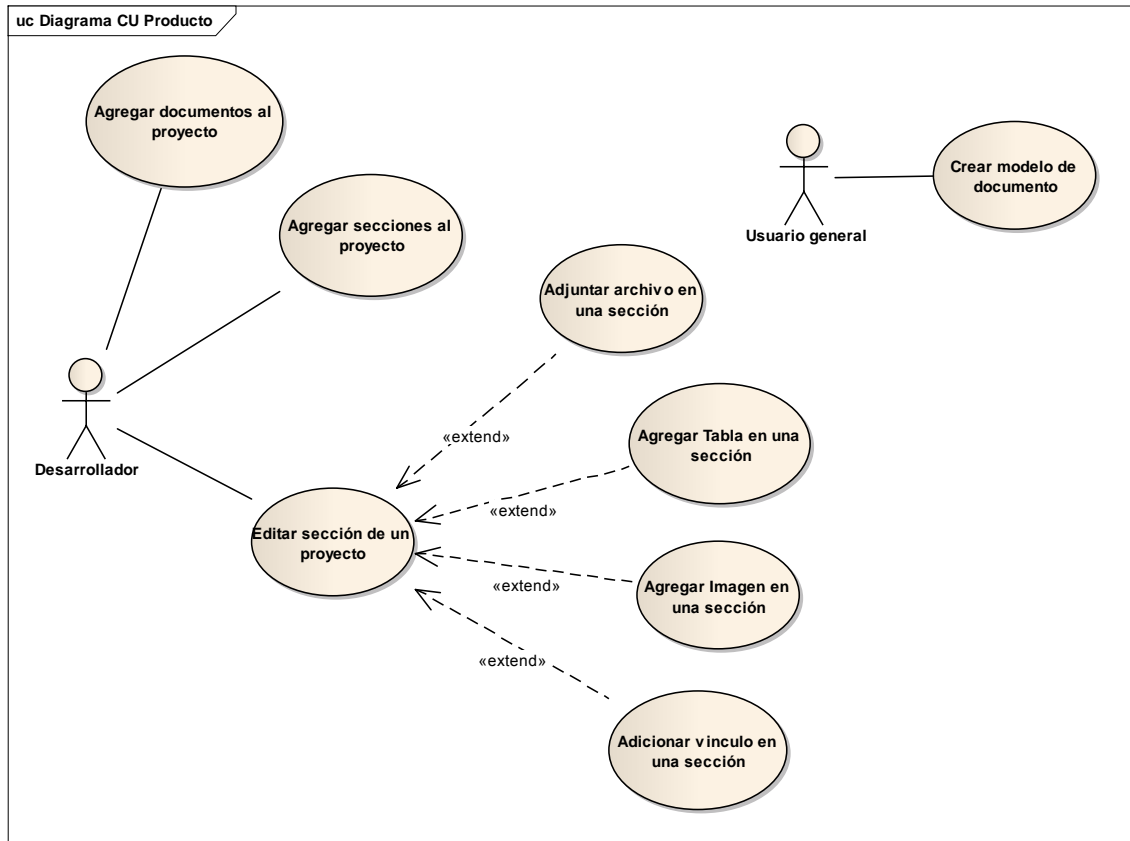 uc Diagrama CU Producto
Agregar documentos al
proyecto
Agregar secciones al
proyecto
Usuario general
Crear modelo de
documento
Adjuntar archivo en
una sección
Desarrollador
«extend»
Agregar Tabla en una
sección
«extend»
Editar sección de un
proyecto
«extend»
Agregar Imagen en
una sección
«extend»
Adicionar vinculo en
una sección